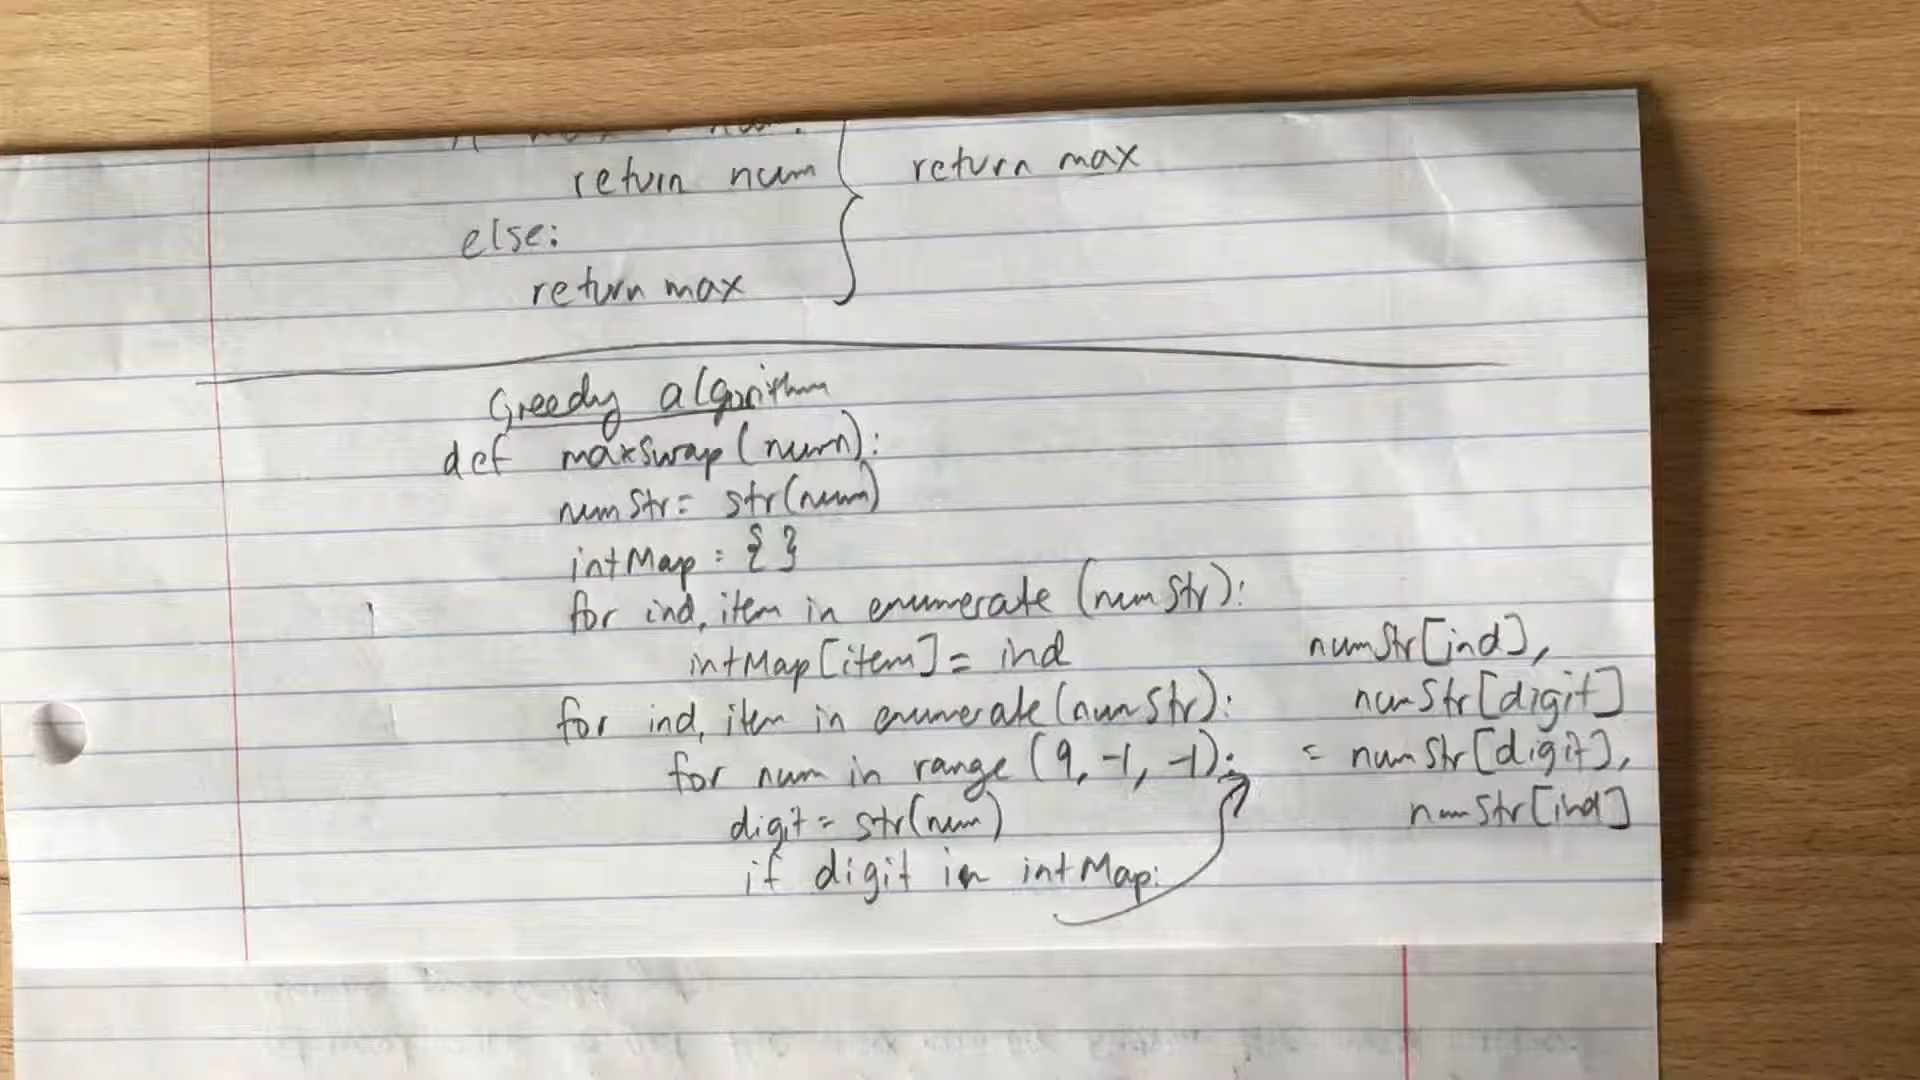 return num
return max
else:
return max
Greedy algorithm
def maxSwap(num):
numStr = str(num)
intMap = { }
for ind, item in enumerate (numStr):
intMap[item] = ind
for ind, item in enumerate(numStr):
for num in range (9, -1, -1):
digit = str(num)
if digit in intMap:
numStr[ind],
numStr[digit]
= numStr[digit],
numStr[ind]